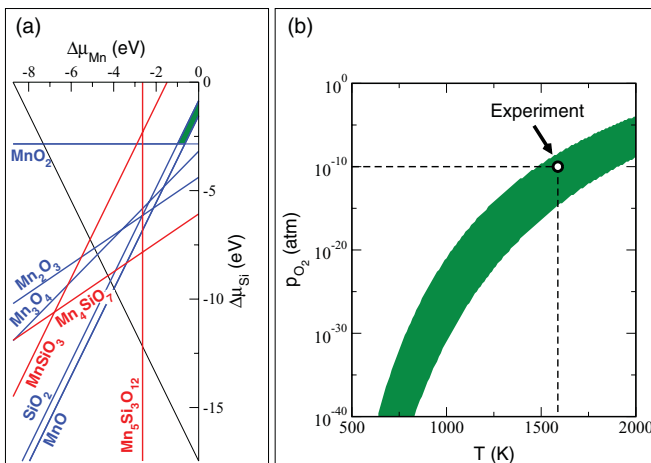 (a)
Δμ_Mn (eV)
-8 -6 -4 -2 0
0
-5
-10
-15
Δμ_Si (eV)
MnO₂
Mn₂O₃
Mn₃O₄
Mn₄SiO₇
MnSiO₃
SiO₂
MnO
Mn₅Si₃O₁₂
(b)
10⁰
10⁻¹⁰
10⁻²⁰
10⁻³⁰
10⁻⁴⁰
p_O₂ (atm)
Experiment
500 1000 1500 2000
T (K)